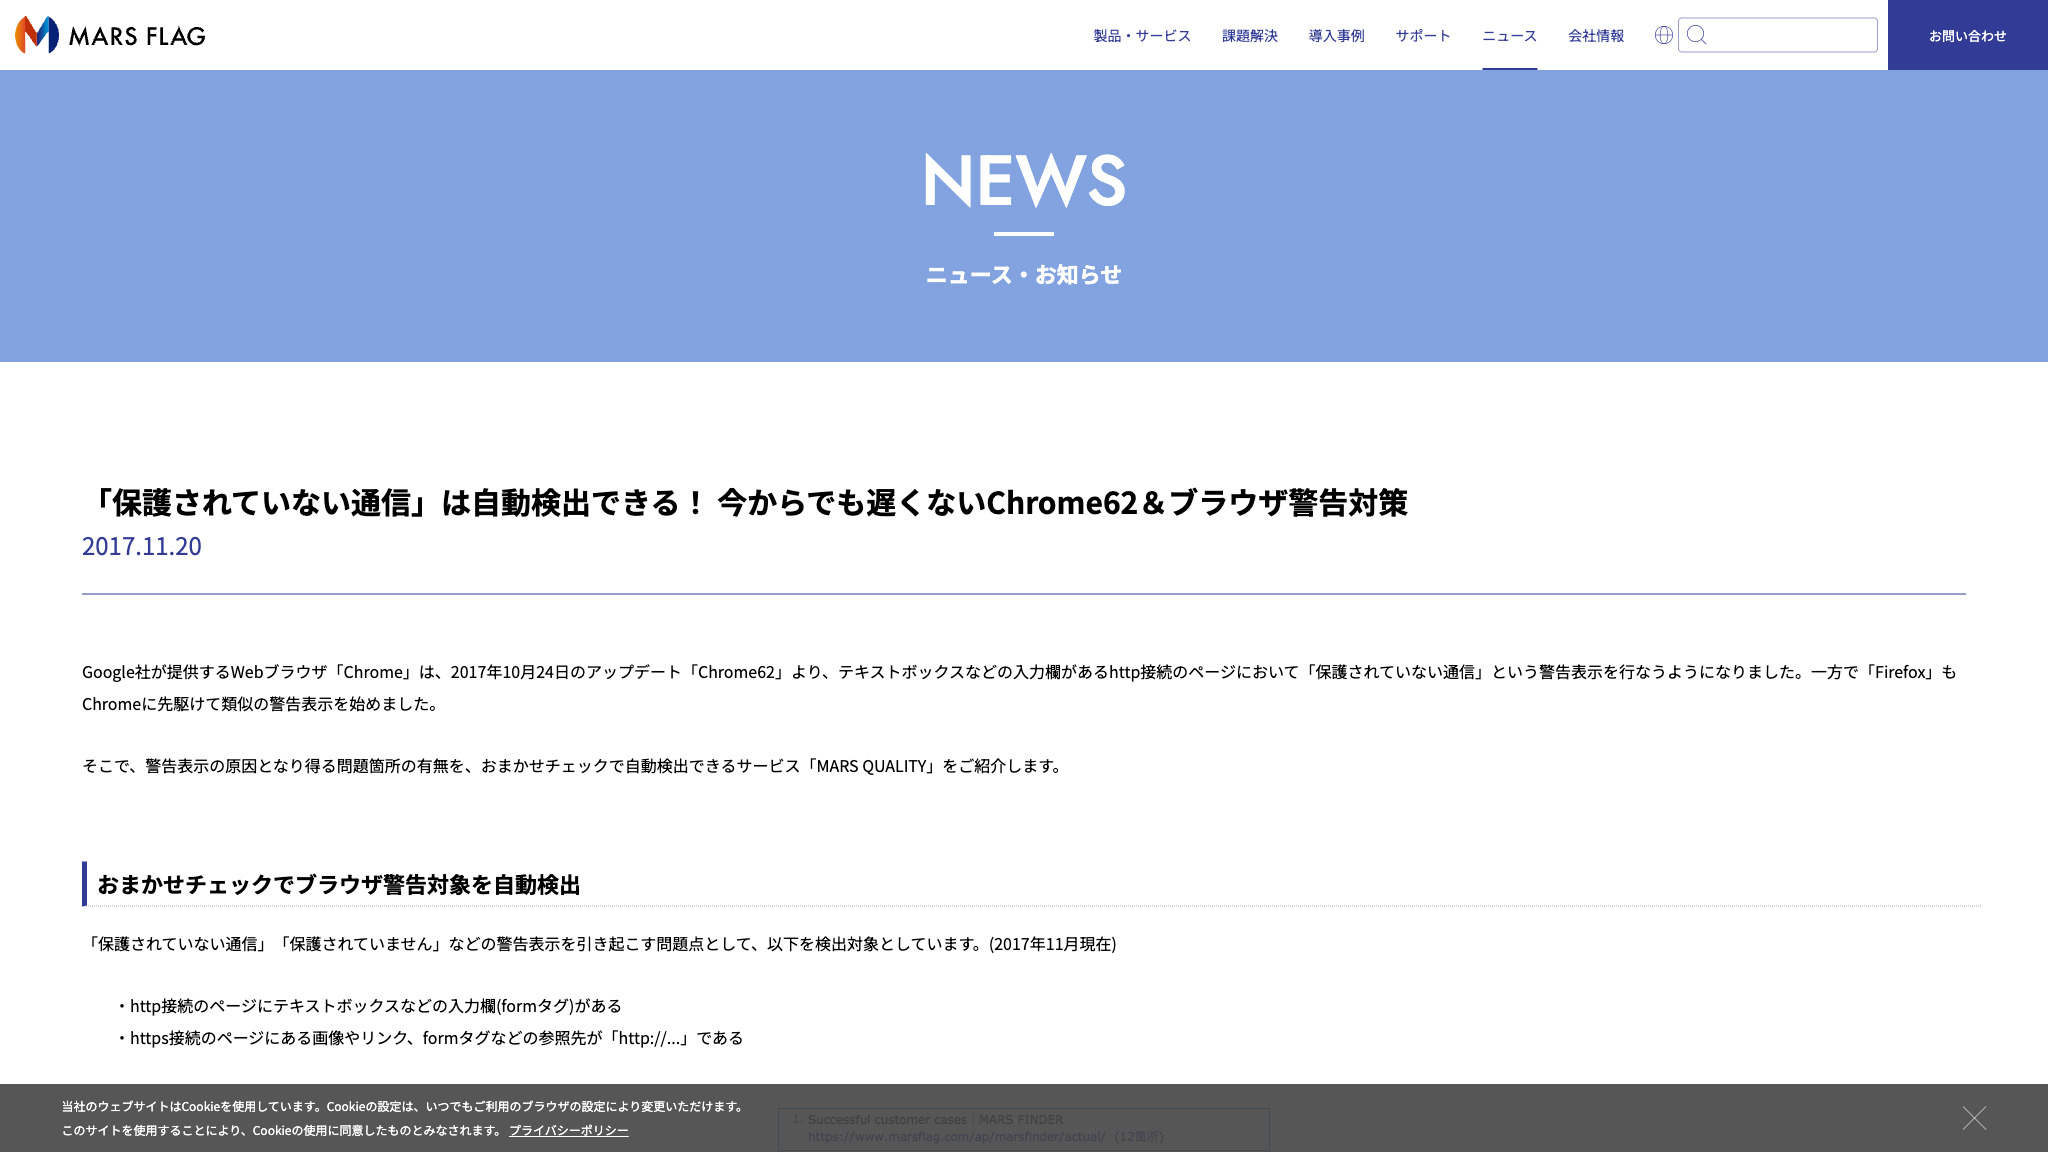 MARS FLAG
製品・サービス 課題解決 導入事例 サポート ニュース 会社情報 お問い合わせ
NEWS
ニュース・お知らせ
「保護されていない通信」は自動検出できる！ 今からでも遅くないChrome62＆ブラウザ警告対策
2017.11.20
Google社が提供するWebブラウザ「Chrome」は、2017年10月24日のアップデート「Chrome62」より、テキストボックスなどの入力欄があるhttp接続のページにおいて「保護されていない通信」という警告表示を行なうようになりました。一方で「Firefox」も
Chromeに先駆けて類似の警告表示を始めました。
そこで、警告表示の原因となり得る問題箇所の有無を、おまかせチェックで自動検出できるサービス「MARS QUALITY」をご紹介します。
おまかせチェックでブラウザ警告対象を自動検出
「保護されていない通信」「保護されていません」などの警告表示を引き起こす問題点として、以下を検出対象としています。(2017年11月現在)
・http接続のページにテキストボックスなどの入力欄(formタグ)がある
・https接続のページにある画像やリンク、formタグなどの参照先が「http://...」である
当社のウェブサイトはCookieを使用しています。Cookieの設定は、いつでもご利用のブラウザの設定により変更いただけます。
このサイトを使用することにより、Cookieの使用に同意したものとみなされます。 プライバシーポリシー
1. Successful customer cases | MARS FINDER
https://www.marsflag.com/ap/marsfinder/actual/ (12箇所)